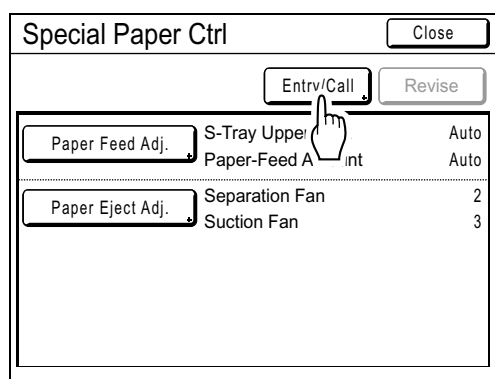 Special Paper Ctrl
Close
Entry/Call
Revise
Paper Feed Adj.
S-Tray Upper
Auto
Paper-Feed
Auto
Paper Eject Adj.
Separation Fan
2
Suction Fan
3